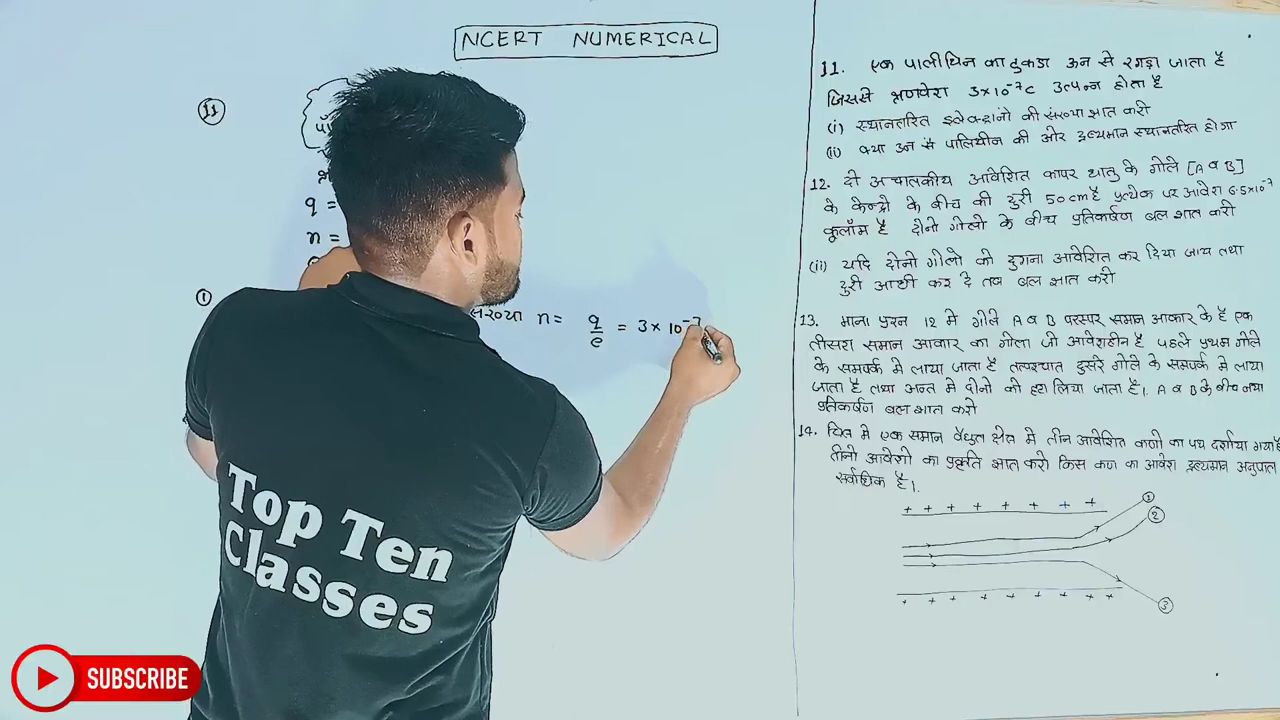 NCERT NUMERICAL
11
q =
n =
①
संख्या n = q/e = 3 × 10⁻⁷
11. एक पालीथिन का टुकडा ऊन से रगड़ा जाता है
जिससे ऋणवेश 3×10⁻⁷c उत्पन्न होता है
(i) स्थानतरित इलेक्ट्रानो की संख्या ज्ञात करो
(ii) क्या उन से पालिथीन की ओर द्रव्यमान स्थानतरित होगा
12. दो अचालकीय आवेशित कापर धातु के गोले [A व B]
के केन्द्रो के बीच की दुरी 50 cm है प्रत्येक पर आवेश 6.5×10⁻⁷
कूलॉम है दोनो गोलो के बीच प्रतिकर्षण बल ज्ञात करो
(ii) यदि दोनो गोलो को दुगना आवेशित कर दिया जाय तथा
दुरी आधी कर दे तब बल ज्ञात करो
13. माना प्रश्न 12 मे गोले A व B परस्पर समान आकार के है एक
तीसरा समान आकार का गोला जो आवेशहीन है पहले प्रथम गोले
के सम्पर्क मे लाया जाता है तत्पश्चात दुसरे गोले के सम्पर्क मे लाया
जाता है तथा अन्त मे दोनो को हटा लिया जाता है। A व B के बीच नया
प्रतिकर्षण बल ज्ञात करो
14. चित्र मे एक समान वैधुत क्षेत्र मे तीन आवेशित कणो का पथ दर्शाया गया है
तीनो आवेशो का प्रकृति ज्ञात करो किस कण का आवेश द्रव्यमान अनुपात
सर्वाधिक है।
+ + + + + + + +
①
②
③
+ + + + + + + +
Top Ten
Classes
SUBSCRIBE